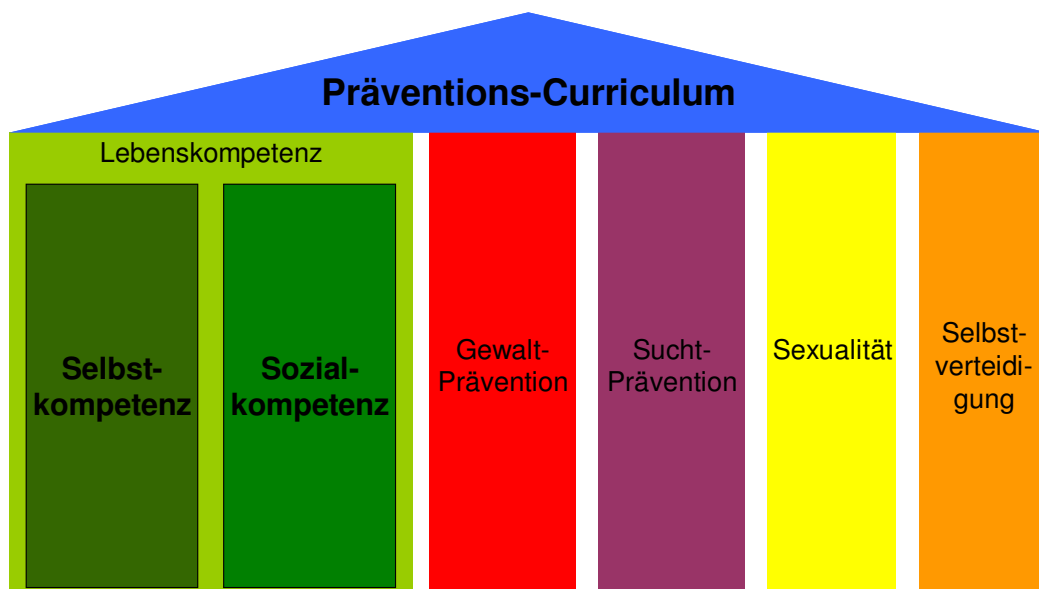 Präventions-Curriculum
Lebenskompetenz
Selbst-
kompetenz
Sozial-
kompetenz
Gewalt-
Prävention
Sucht-
Prävention
Sexualität
Selbst-
verteidi-
gung